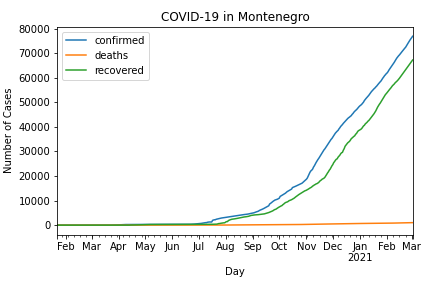 COVID-19 in Montenegro
confirmed
deaths
recovered
Number of Cases
80000
70000
60000
50000
40000
30000
20000
10000
0
Feb Mar Apr May Jun Jul Aug Sep Oct Nov Dec Jan Feb Mar
2021
Day